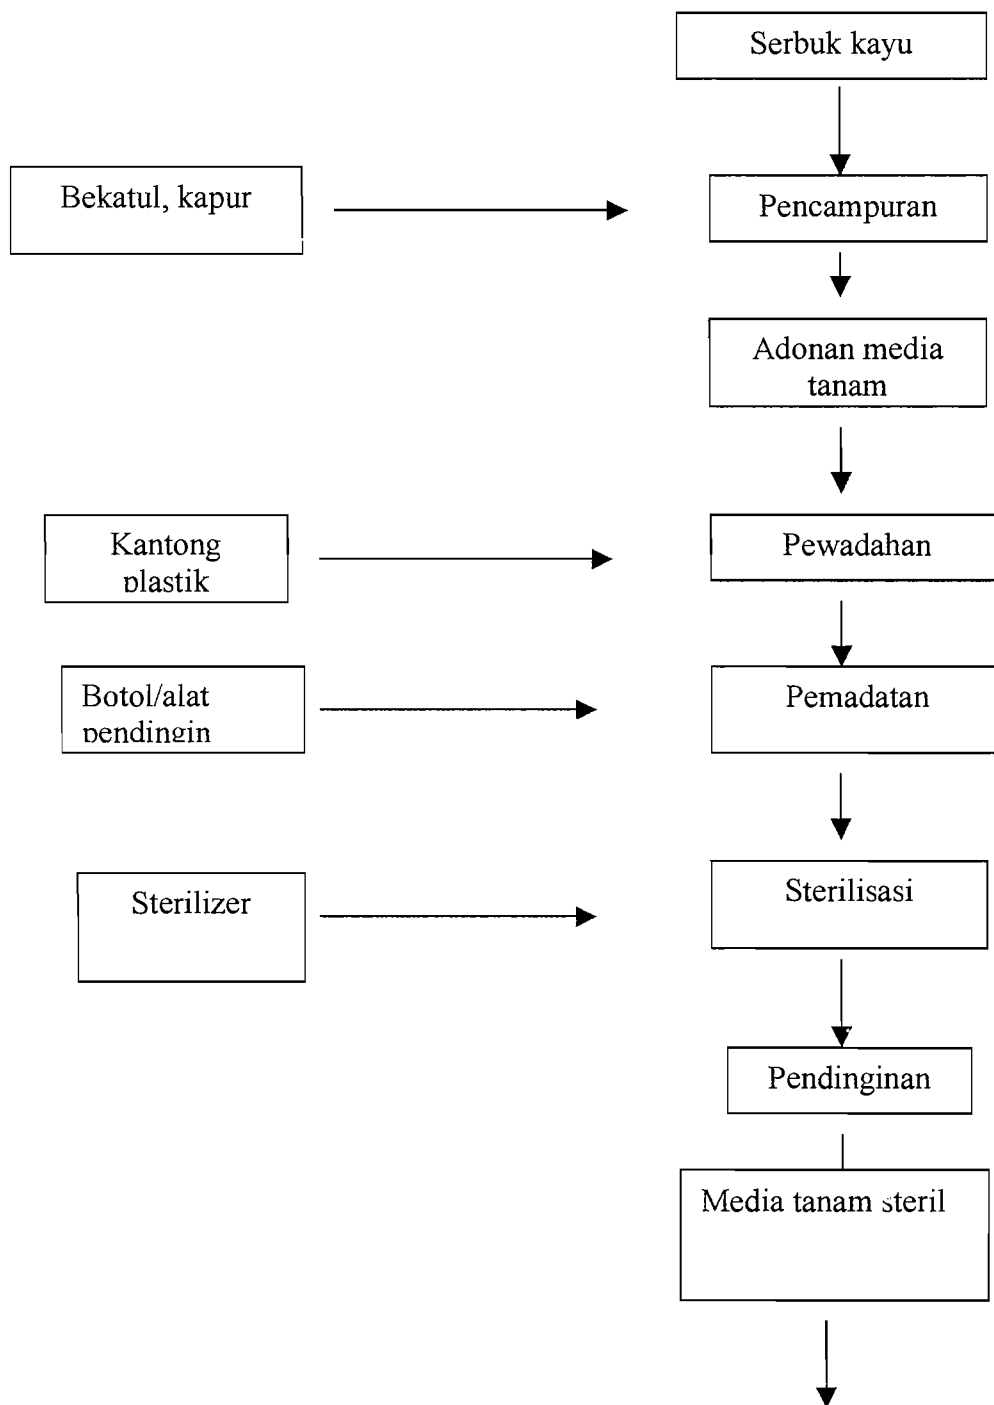 Serbuk kayu
Bekatul, kapur
Pencampuran
Adonan media
tanam
Kantong
plastik
Pewadahan
Botol/alat
pendingin
Pemadatan
Sterilizer
Sterilisasi
Pendinginan
Media tanam steril